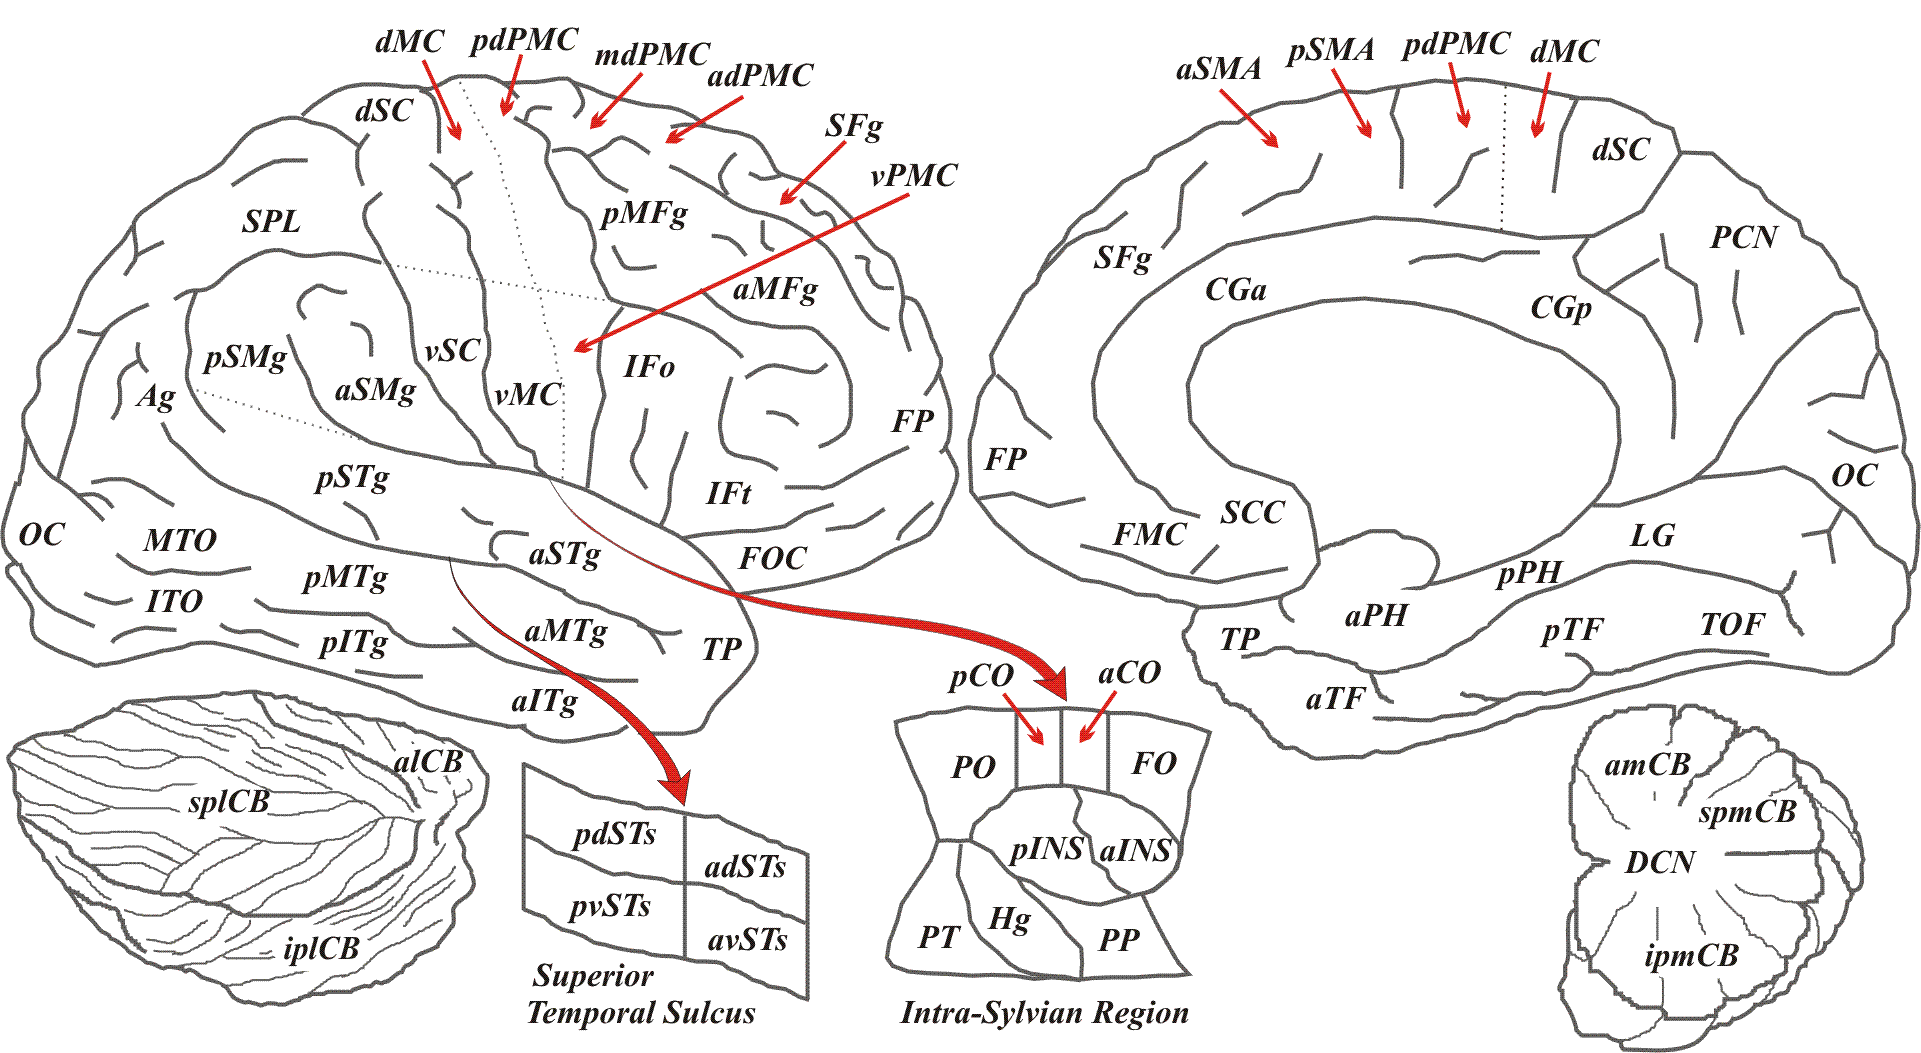 dMC
pdPMC
mdPMC
adPMC
SFg
vPMC
dSC
SPL
pMFg
aMFg
pSMg
aSMg
vSC
vMC
IFo
Ag
FP
pSTg
IFt
OC
MTO
aSTg
FOC
pMTg
ITO
aMTg
pITg
TP
aITg
aSMA
pSMA
pdPMC
dMC
dSC
PCN
SFg
CGa
CGp
FP
OC
SCC
FMC
LG
pPH
aPH
TP
pTF
TOF
aTF
alCB
splCB
iplCB
pdSTs
adSTs
pvSTs
avSTs
Superior
Temporal Sulcus
pCO
aCO
PO
FO
pINS
aINS
Hg
PT
PP
Intra-Sylvian Region
amCB
spmCB
DCN
ipmCB